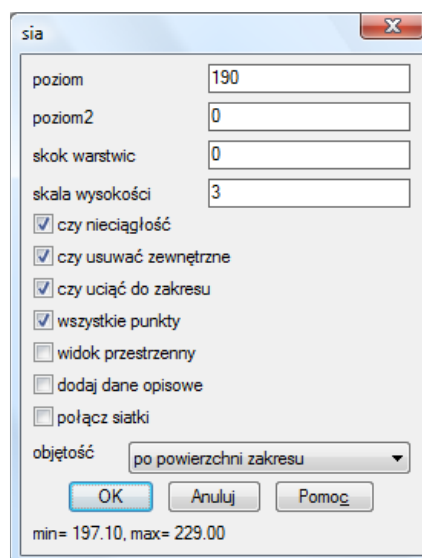 sia
poziom 190
poziom2 0
skok warstwic 0
skala wysokości 3
czy nieciągłość
czy usuwać zewnętrzne
czy uciąć do zakresu
wszystkie punkty
widok przestrzenny
dodaj dane opisowe
połącz siatki
objętość po powierzchni zakresu
OK Anuluj Pomoc
min= 197.10, max= 229.00